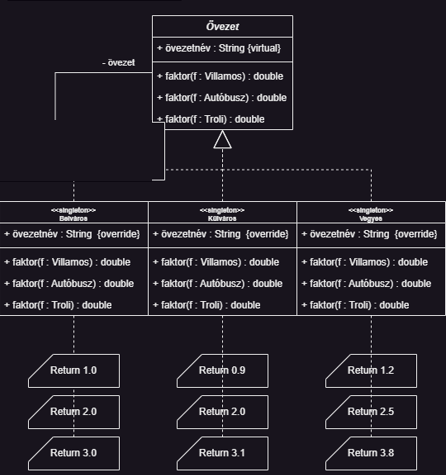 Övezet
+ övezetnév : String {virtual}
- övezet
+ faktor(f : Villamos) : double
+ faktor(f : Autóbusz) : double
+ faktor(f : Troli) : double
<<singleton>>
Belváros
+ övezetnév : String {override}
+ faktor(f : Villamos) : double
+ faktor(f : Autóbusz) : double
+ faktor(f : Troli) : double
<<singleton>>
Külváros
+ övezetnév : String {override}
+ faktor(f : Villamos) : double
+ faktor(f : Autóbusz) : double
+ faktor(f : Troli) : double
<<singleton>>
Vegyes
+ övezetnév : String {override}
+ faktor(f : Villamos) : double
+ faktor(f : Autóbusz) : double
+ faktor(f : Troli) : double
Return 1.0
Return 0.9
Return 1.2
Return 2.0
Return 2.0
Return 2.5
Return 3.0
Return 3.1
Return 3.8